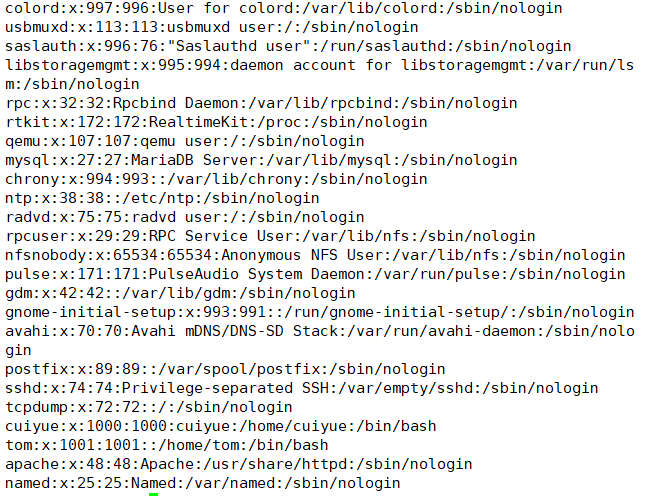 colord:x:997:996:User for colord:/var/lib/colord:/sbin/nologin
usbmuxd:x:113:113:usbmuxd user:/:/sbin/nologin
saslauth:x:996:76:"Saslauthd user":/run/saslauthd:/sbin/nologin
libstoragemgmt:x:995:994:daemon account for libstoragemgmt:/var/run/ls
m:/sbin/nologin
rpc:x:32:32:Rpcbind Daemon:/var/lib/rpcbind:/sbin/nologin
rtkit:x:172:172:RealtimeKit:/proc:/sbin/nologin
qemu:x:107:107:qemu user:/:/sbin/nologin
mysql:x:27:27:MariaDB Server:/var/lib/mysql:/sbin/nologin
chrony:x:994:993::/var/lib/chrony:/sbin/nologin
ntp:x:38:38::/etc/ntp:/sbin/nologin
radvd:x:75:75:radvd user:/:/sbin/nologin
rpcuser:x:29:29:RPC Service User:/var/lib/nfs:/sbin/nologin
nfsnobody:x:65534:65534:Anonymous NFS User:/var/lib/nfs:/sbin/nologin
pulse:x:171:171:PulseAudio System Daemon:/var/run/pulse:/sbin/nologin
gdm:x:42:42::/var/lib/gdm:/sbin/nologin
gnome-initial-setup:x:993:991::/run/gnome-initial-setup/:/sbin/nologin
avahi:x:70:70:Avahi mDNS/DNS-SD Stack:/var/run/avahi-daemon:/sbin/nolo
gin
postfix:x:89:89::/var/spool/postfix:/sbin/nologin
sshd:x:74:74:Privilege-separated SSH:/var/empty/sshd:/sbin/nologin
tcpdump:x:72:72::/:/sbin/nologin
cuiyue:x:1000:1000:cuiyue:/home/cuiyue:/bin/bash
tom:x:1001:1001::/home/tom:/bin/bash
apache:x:48:48:Apache:/usr/share/httpd:/sbin/nologin
named:x:25:25:Named:/var/named:/sbin/nologin